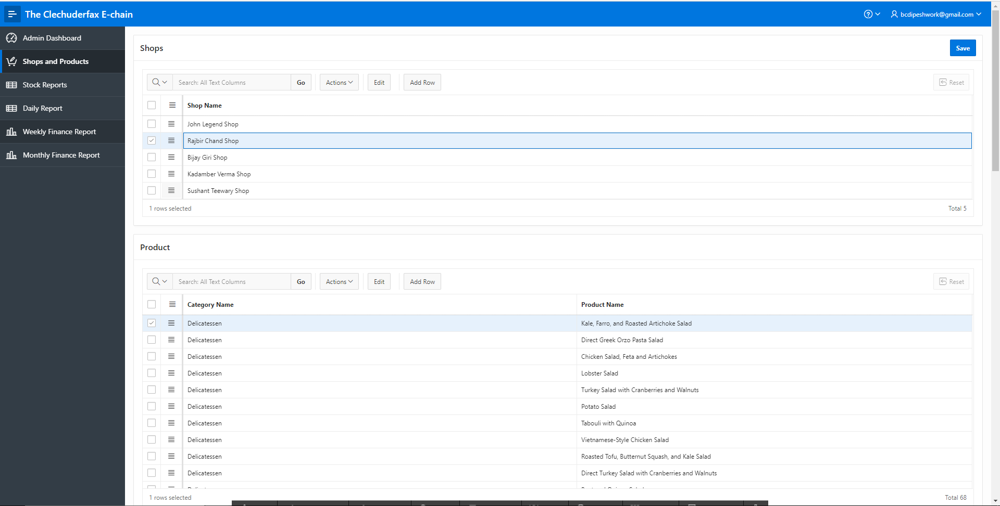 The Clechuderfax E-chain
bcdipeshwork@gmail.com
Admin Dashboard
Shops and Products
Stock Reports
Daily Report
Weekly Finance Report
Monthly Finance Report
Shops
Save
Search: All Text Columns Go Actions Edit Add Row Reset
Shop Name
John Legend Shop
Rajbir Chand Shop
Bijay Giri Shop
Kadamber Verma Shop
Sushant Teewary Shop
1 rows selected Total 5
Product
Search: All Text Columns Go Actions Edit Add Row Reset
Category Name Product Name
Delicatessen Kale, Farro, and Roasted Artichoke Salad
Delicatessen Direct Greek Orzo Pasta Salad
Delicatessen Chicken Salad, Feta and Artichokes
Delicatessen Lobster Salad
Delicatessen Turkey Salad with Cranberries and Walnuts
Delicatessen Potato Salad
Delicatessen Tabouli with Quinoa
Delicatessen Vietnamese-Style Chicken Salad
Delicatessen Roasted Tofu, Butternut Squash, and Kale Salad
Delicatessen Direct Turkey Salad with Cranberries and Walnuts
1 rows selected Total 68